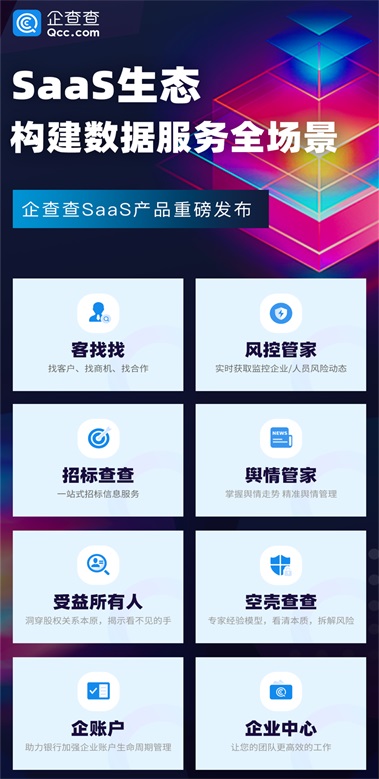 企查查
Qcc.com
SaaS生态
构建数据服务全场景
企查查SaaS产品重磅发布
客找找
找客户、找商机、找合作
风控管家
实时获取监控企业/人员风险动态
招标查查
一站式招标信息服务
NEWS
舆情管家
掌握舆情走势 精准舆情管理
受益所有人
洞穿股权关系本原，揭示看不见的手
空壳查查
专家经验模型，看清本质，拆解风险
企账户
助力银行加强企业账户生命周期管理
企业中心
让您的团队更高效的工作